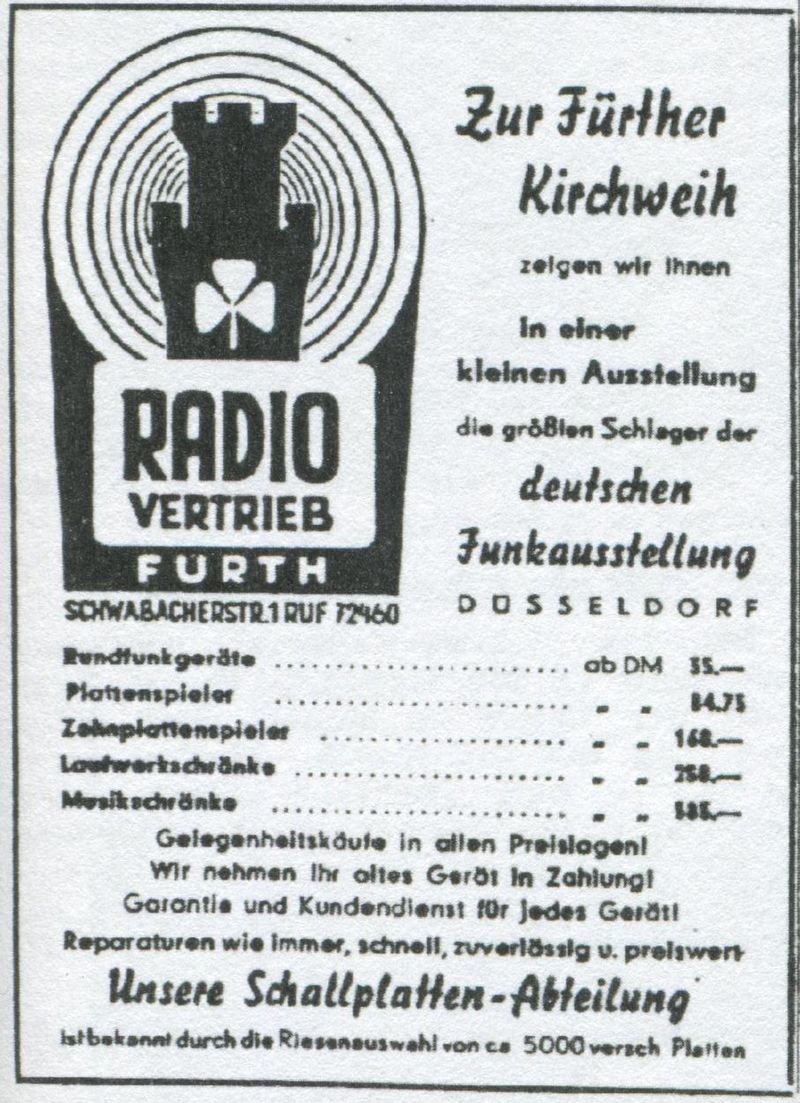 RADIO
VERTRIEB
FÜRTH
SCHWABACHERSTR. 1 RUF 72460
Zur Fürther
Kirchweih
zeigen wir Ihnen
in einer
kleinen Ausstellung
die größten Schlager der
deutschen
Funkausstellung
DÜSSELDORF
Rundfunkgeräte .................... ab DM
Plattenspieler .................... „ „ 84.75
Zehnplattenspieler .................... „ „ 168.—
Laufwerkschränke .................... „ „ 258.—
Musikschränke .................... „ „
Gelegenheitskäufe in allen Preislagen!
Wir nehmen Ihr altes Gerät in Zahlung!
Garantie und Kundendienst für jedes Gerät!
Reparaturen wie immer, schnell, zuverlässig u. preiswert
Unsere Schallplatten-Abteilung
ist bekannt durch die Riesenauswahl von ca 5000 versch Platten